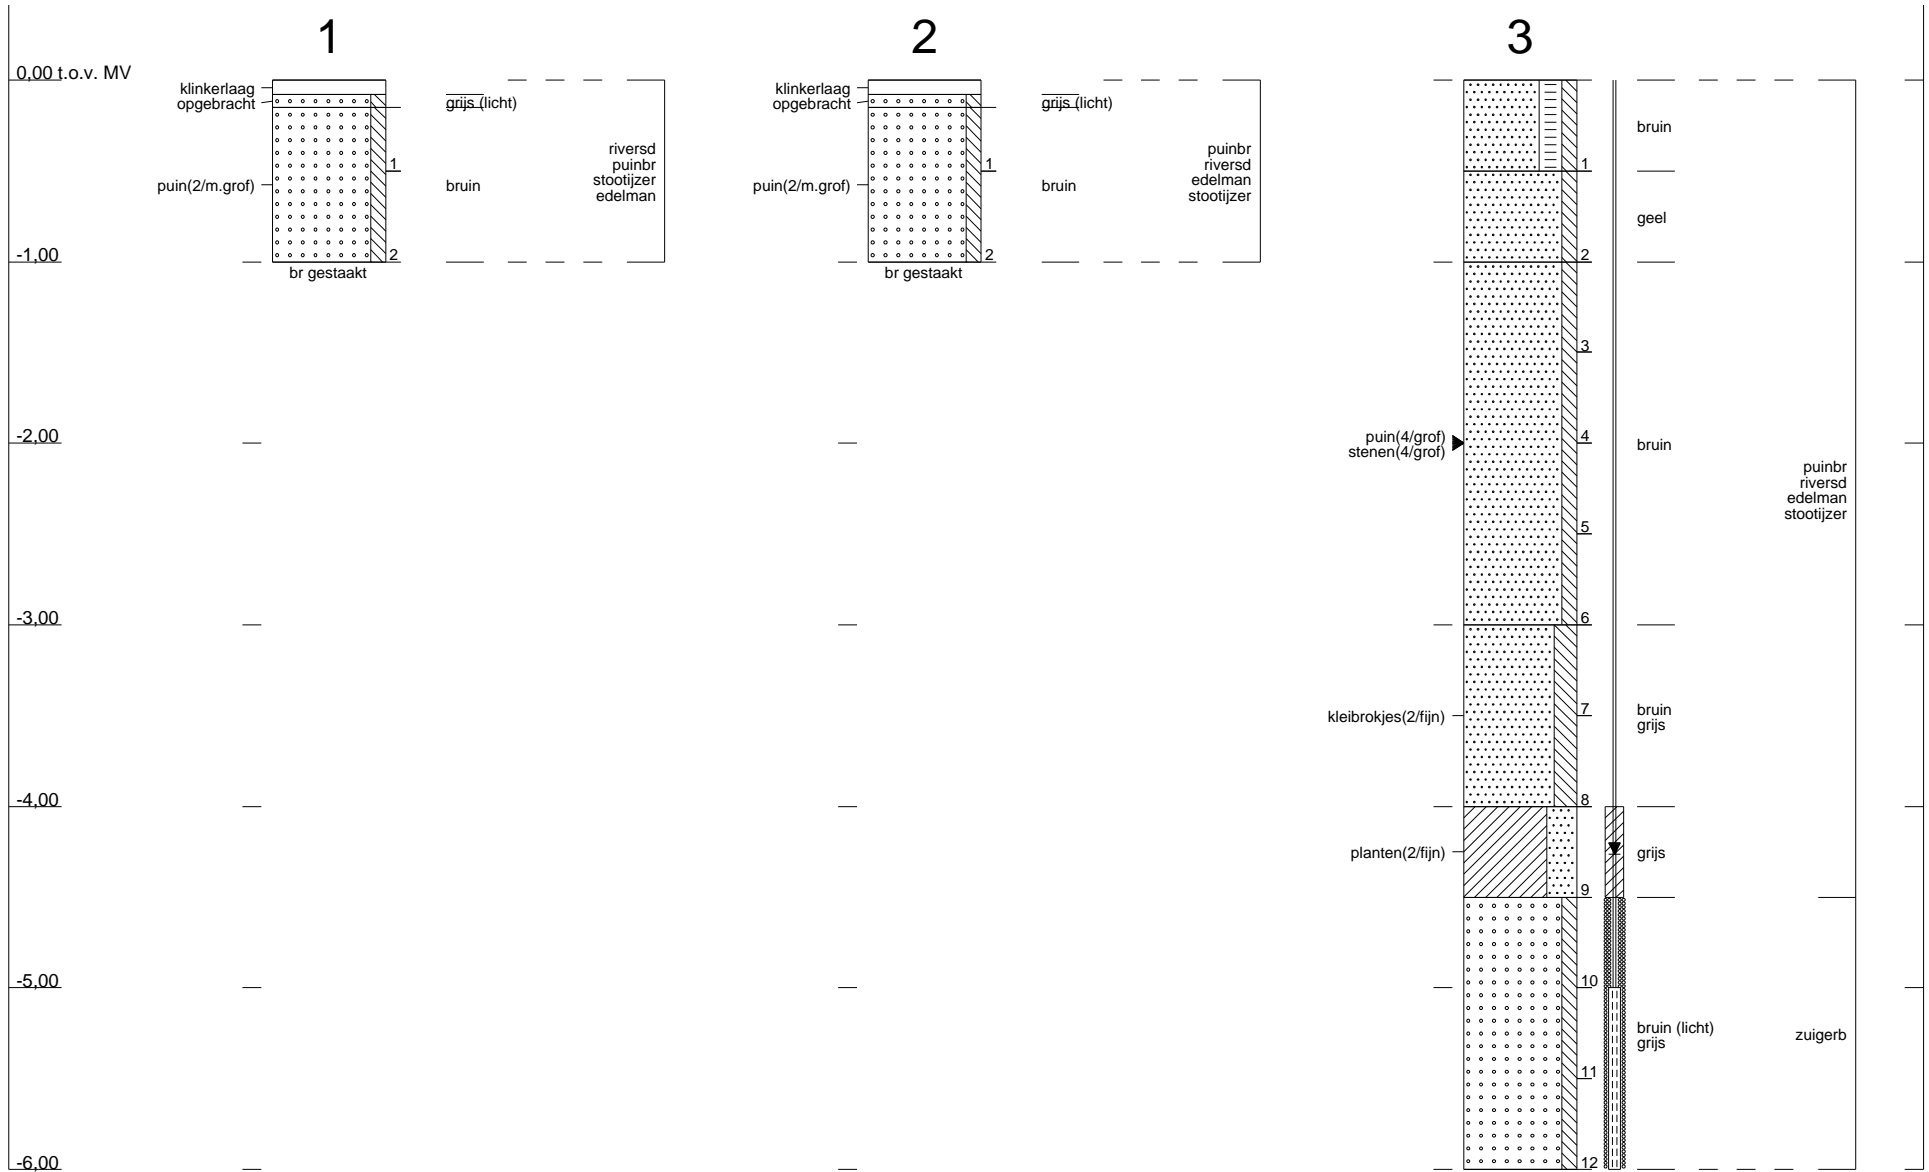 1
2
3
0,00 t.o.v. MV
-1,00
-2,00
-3,00
-4,00
-5,00
-6,00
klinkerlaag
opgebracht
puin(2/m.grof)
1
2
br gestaakt
grijs (licht)
bruin
riversd
puinbr
stootijzer
edelman
klinkerlaag
opgebracht
puin(2/m.grof)
1
2
br gestaakt
grijs (licht)
bruin
puinbr
riversd
edelman
stootijzer
puin(4/grof)
stenen(4/grof)
kleibrokjes(2/fijn)
planten(2/fijn)
1
2
3
4
5
6
7
8
9
10
11
12
bruin
geel
bruin
bruin
grijs
grijs
bruin (licht)
grijs
puinbr
riversd
edelman
stootijzer
zuigerb